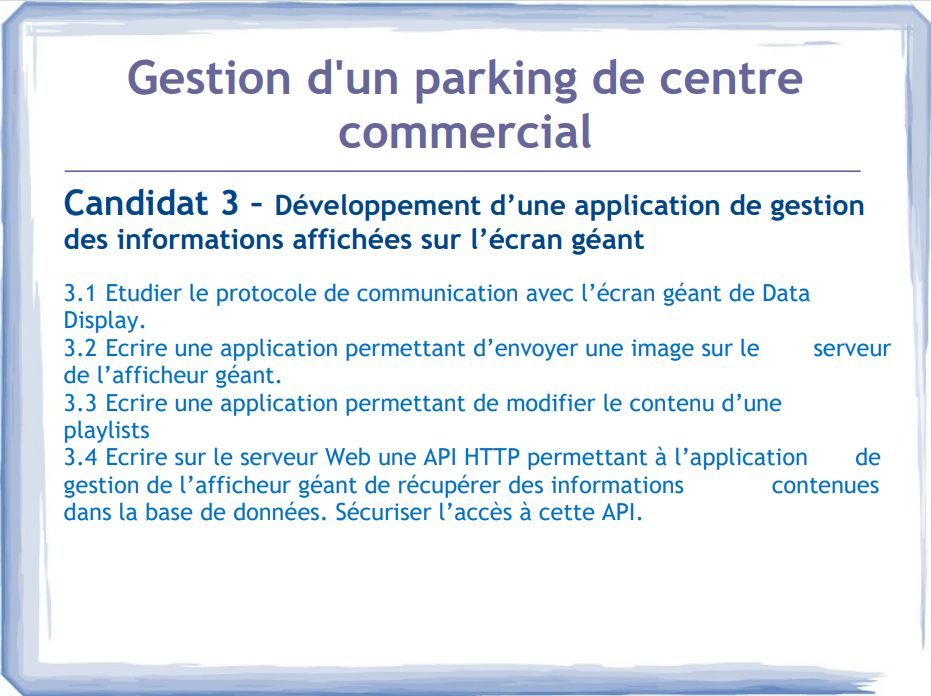 Gestion d'un parking de centre
commercial
Candidat 3 – Développement d’une application de gestion
des informations affichées sur l’écran géant
3.1 Etudier le protocole de communication avec l’écran géant de Data
Display.
3.2 Ecrire une application permettant d’envoyer une image sur le serveur
de l’afficheur géant.
3.3 Ecrire une application permettant de modifier le contenu d’une
playlists
3.4 Ecrire sur le serveur Web une API HTTP permettant à l’application de
gestion de l’afficheur géant de récupérer des informations contenues
dans la base de données. Sécuriser l’accès à cette API.